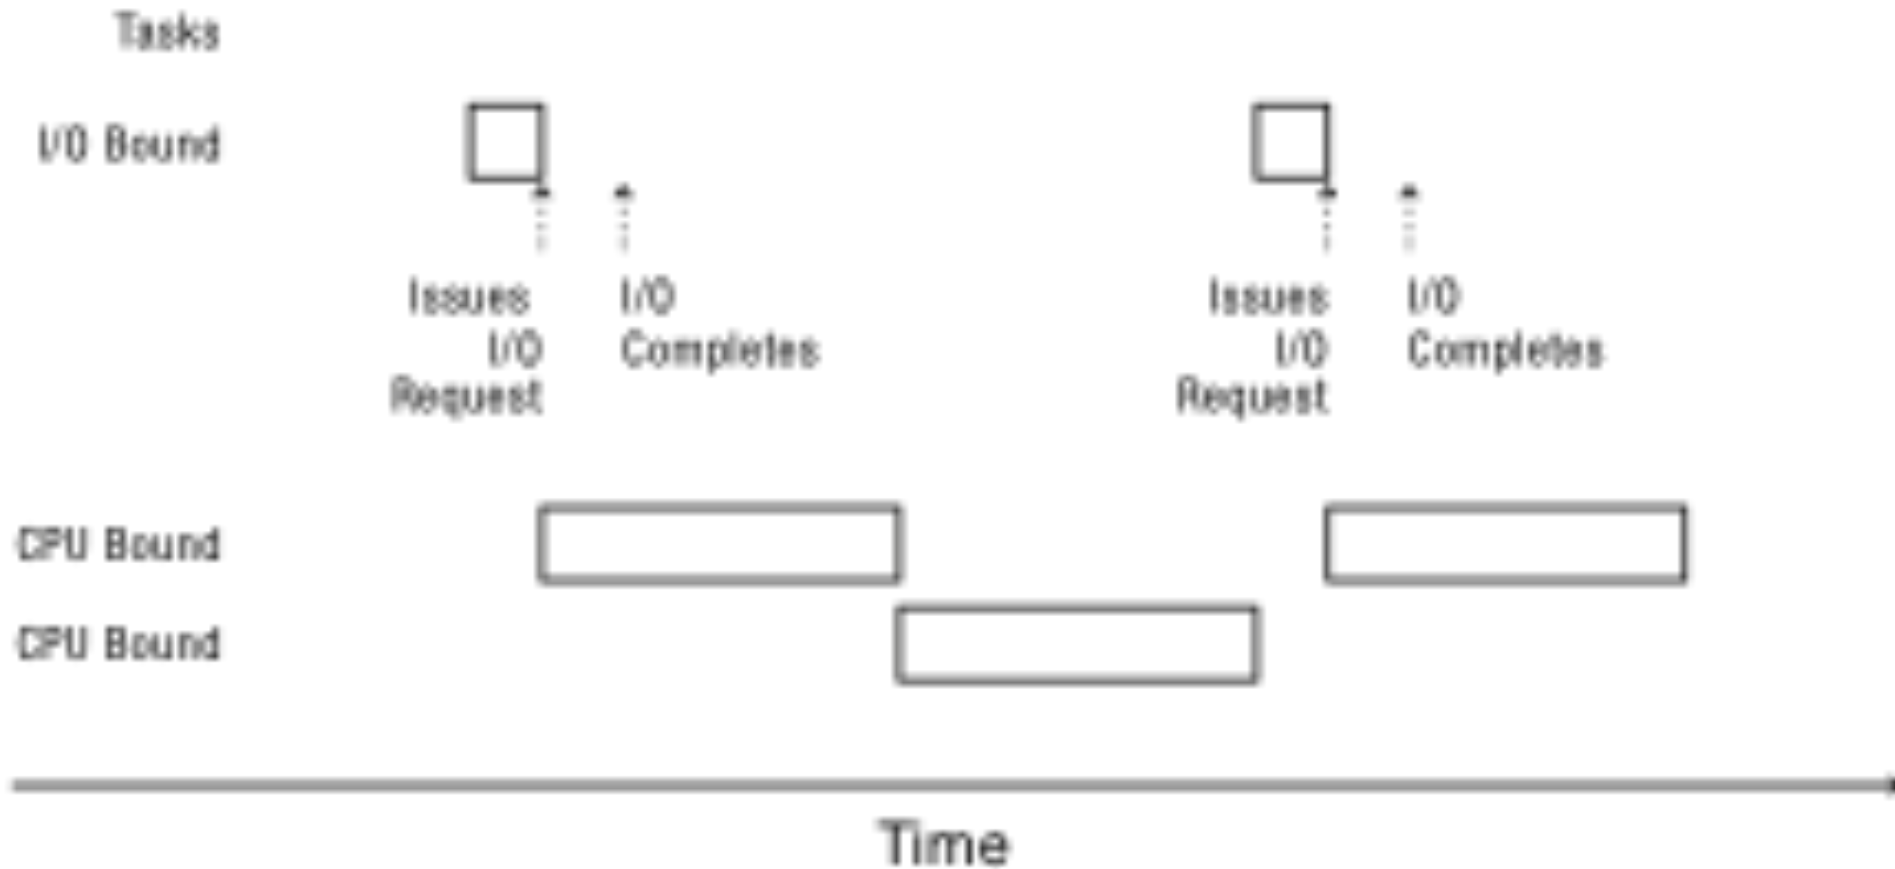 Tasks
I/O Bound
Issues
I/O
Request
I/O
Completes
Issues
I/O
Request
I/O
Completes
CPU Bound
CPU Bound
Time